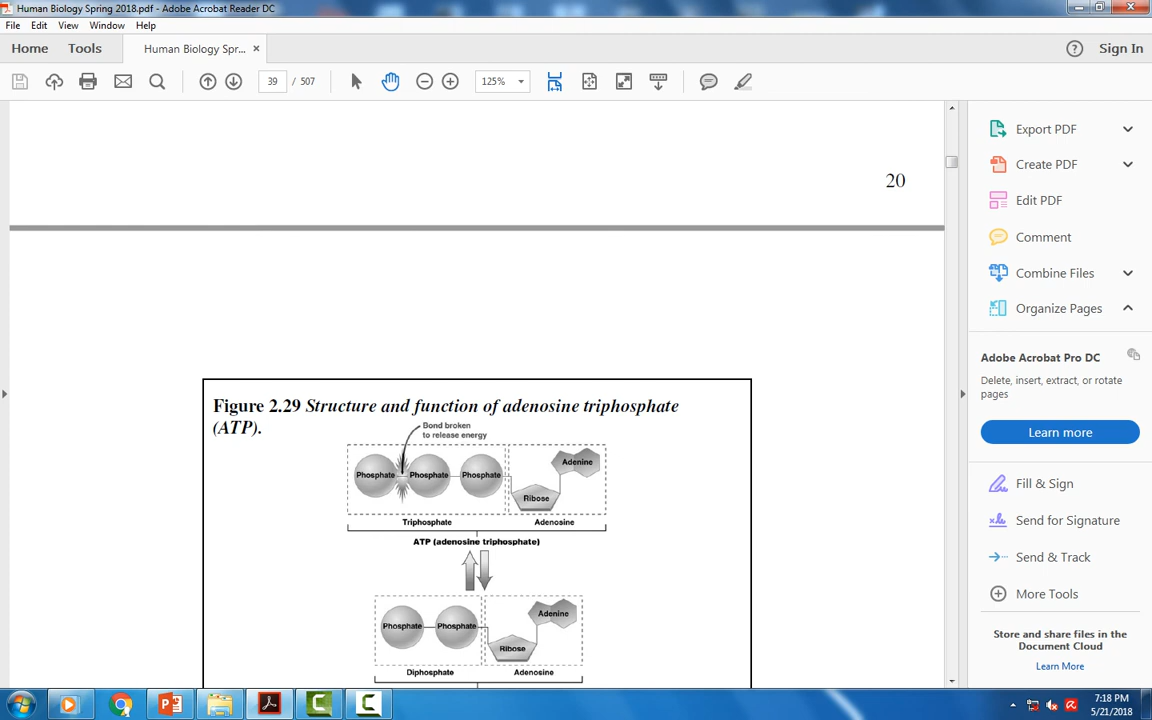 Human Biology Spring 2018.pdf - Adobe Acrobat Reader DC
File Edit View Window Help
Home Tools Human Biology Spr... × Sign In
39 / 507 125%
20
Export PDF
Create PDF
Edit PDF
Comment
Combine Files
Organize Pages
Adobe Acrobat Pro DC
Delete, insert, extract, or rotate
pages
Learn more
Fill & Sign
Send for Signature
Send & Track
More Tools
Store and share files in the
Document Cloud
Learn More
Figure 2.29 Structure and function of adenosine triphosphate
(ATP).
Bond broken
to release energy
Phosphate Phosphate Phosphate Adenine
Ribose
Triphosphate Adenosine
ATP (adenosine triphosphate)
Phosphate Phosphate Adenine
Ribose
Diphosphate Adenosine
7:18 PM
5/21/2018